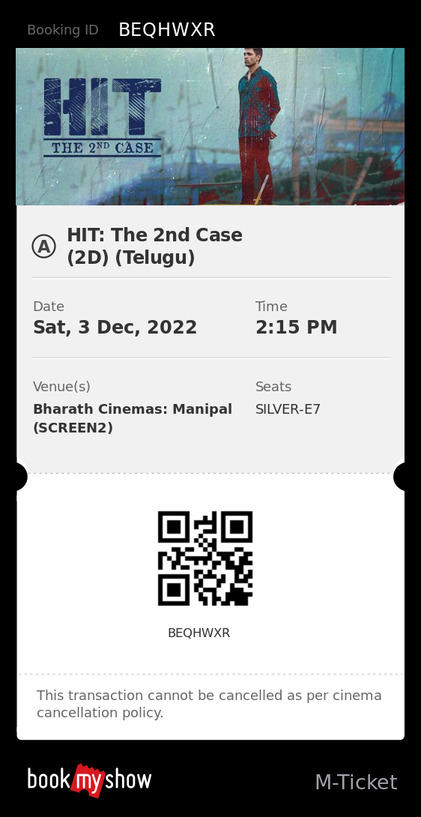 Booking ID BEQHWXR
HIT
THE 2ND CASE
A HIT: The 2nd Case
(2D) (Telugu)
Date Time
Sat, 3 Dec, 2022 2:15 PM
Venue(s) Seats
Bharath Cinemas: Manipal SILVER-E7
(SCREEN2)
BEQHWXR
This transaction cannot be cancelled as per cinema
cancellation policy.
book my show M-Ticket